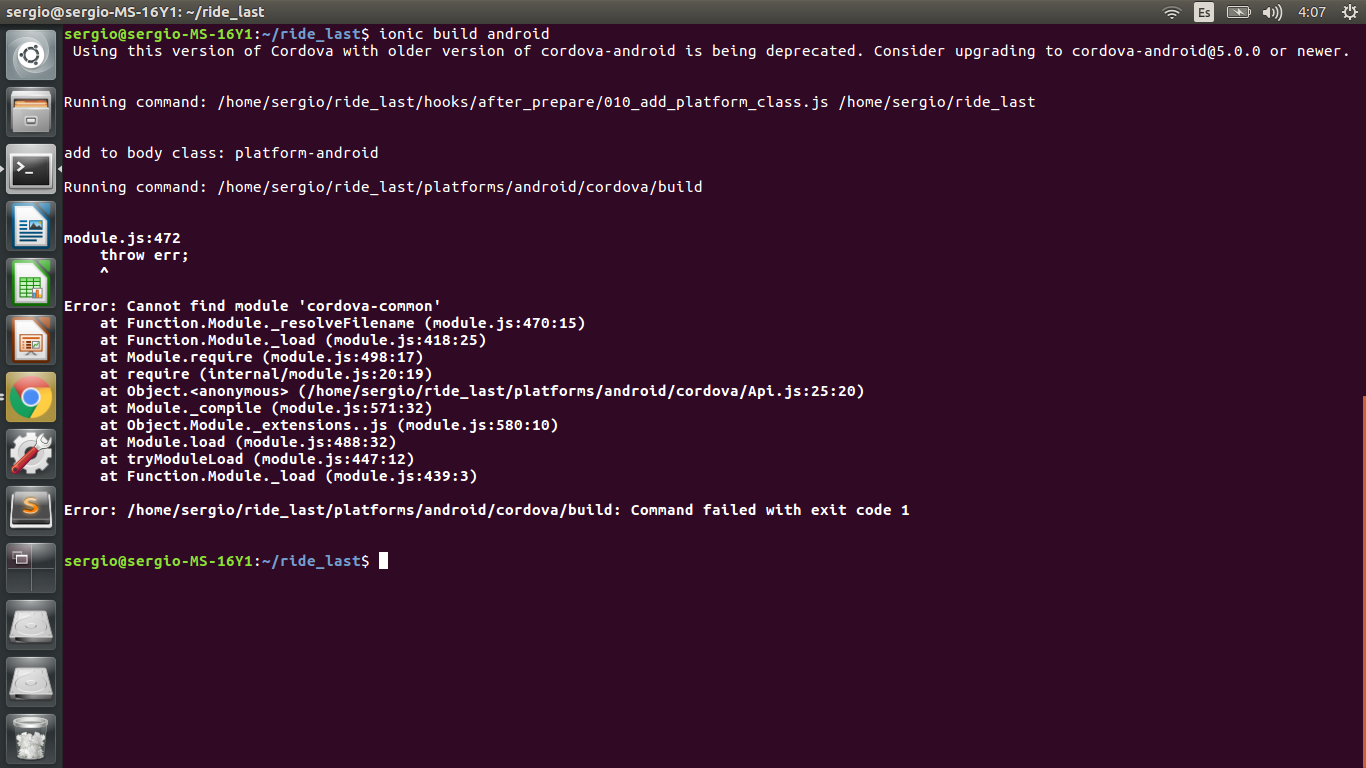 sergio@sergio-MS-16Y1: ~/ride_last
Es
4:07
sergio@sergio-MS-16Y1:~/ride_last$ ionic build android
 Using this version of Cordova with older version of cordova-android is being deprecated. Consider upgrading to cordova-android@5.0.0 or newer.
Running command: /home/sergio/ride_last/hooks/after_prepare/010_add_platform_class.js /home/sergio/ride_last
add to body class: platform-android
Running command: /home/sergio/ride_last/platforms/android/cordova/build
module.js:472
    throw err;
    ^
Error: Cannot find module 'cordova-common'
    at Function.Module._resolveFilename (module.js:470:15)
    at Function.Module._load (module.js:418:25)
    at Module.require (module.js:498:17)
    at require (internal/module.js:20:19)
    at Object.<anonymous> (/home/sergio/ride_last/platforms/android/cordova/Api.js:25:20)
    at Module._compile (module.js:571:32)
    at Object.Module._extensions..js (module.js:580:10)
    at Module.load (module.js:488:32)
    at tryModuleLoad (module.js:447:12)
    at Function.Module._load (module.js:439:3)
Error: /home/sergio/ride_last/platforms/android/cordova/build: Command failed with exit code 1
sergio@sergio-MS-16Y1:~/ride_last$